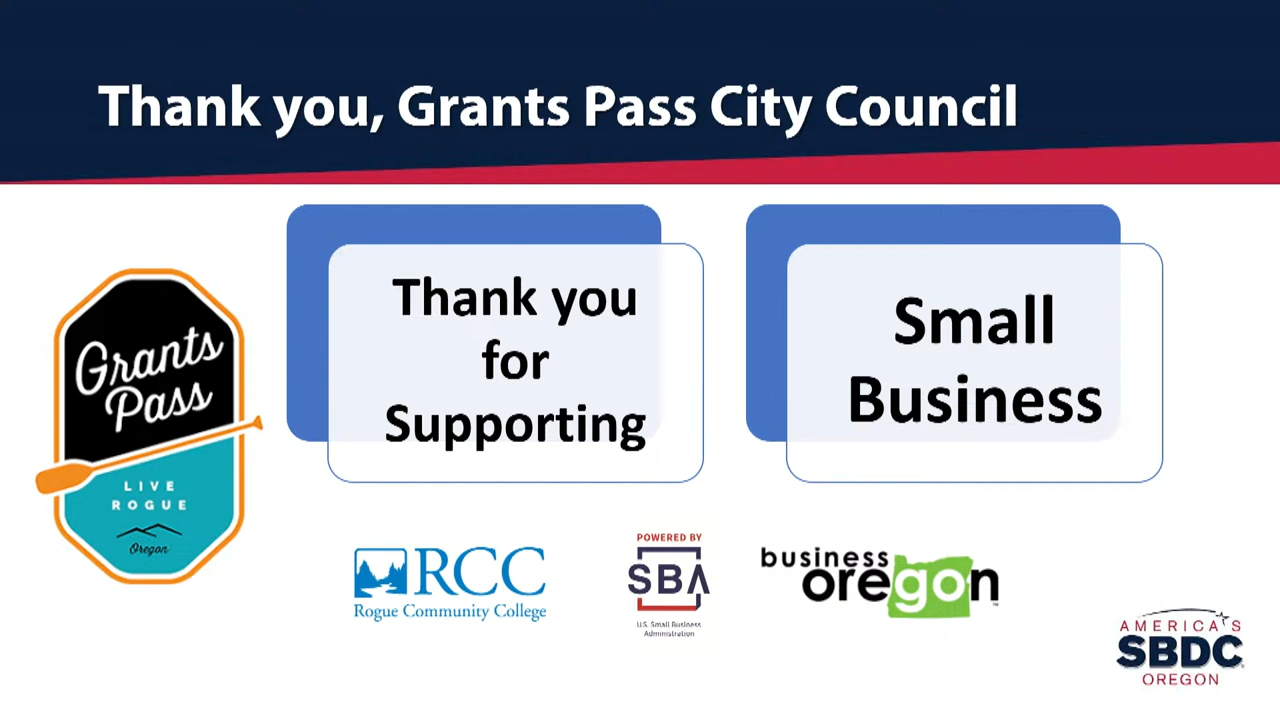 Thank you, Grants Pass City Council
Thank you
for
Supporting
Small
Business
Grants
Pass
LIVE
ROGUE
Oregon
RCC
Rogue Community College
POWERED BY
SBA
U.S. Small Business
Administration
business
oregon
™
AMERICA'S
SBDC
OREGON